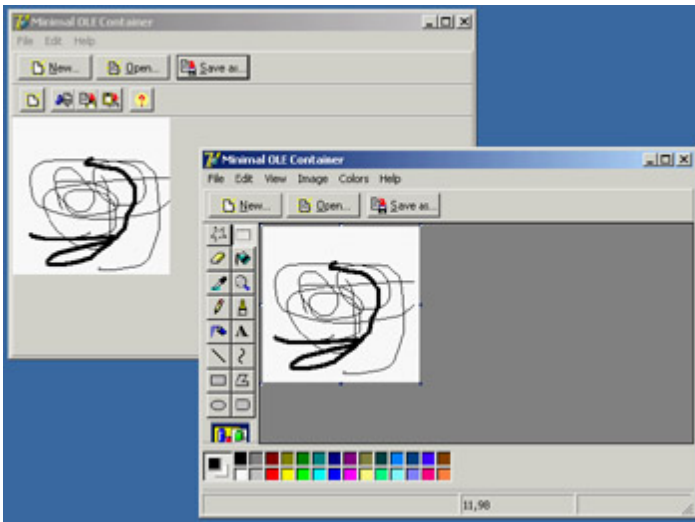 Minimal OLE Container
File Edit Help
New... Open... Save as...
Minimal OLE Container
File Edit View Image Colors Help
New... Open... Save as...
A
11,98